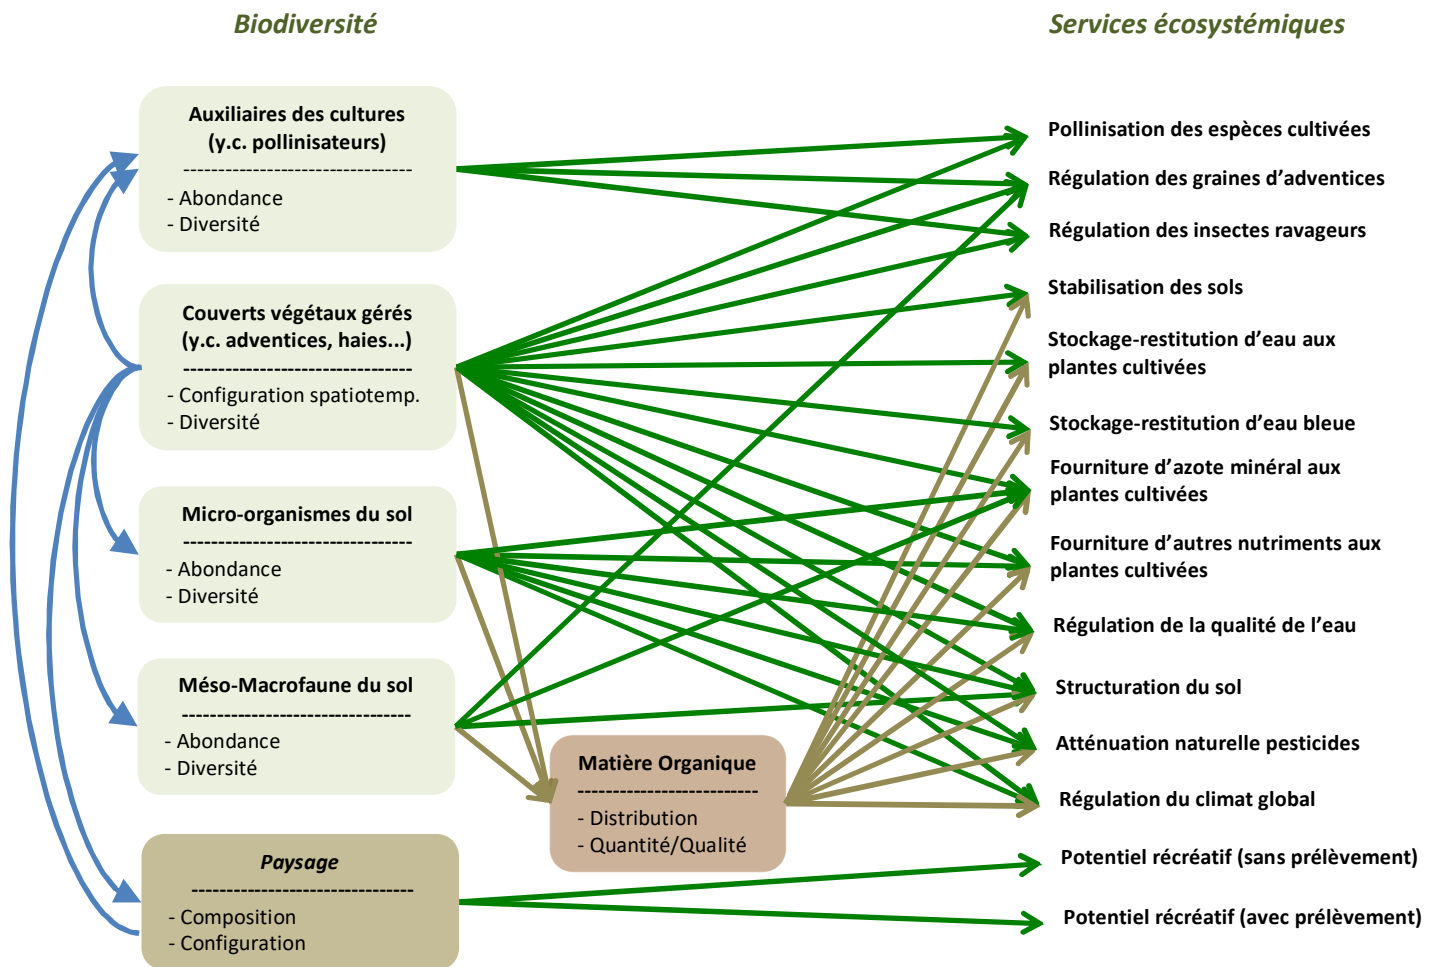 Biodiversité
Services écosystémiques
Auxiliaires des cultures
(y.c. pollinisateurs)
---------------------------------
- Abondance
- Diversité
Couverts végétaux gérés
(y.c. adventices, haies...)
---------------------------------
- Configuration spatiotemp.
- Diversité
Micro-organismes du sol
---------------------------------
- Abondance
- Diversité
Méso-Macrofaune du sol
---------------------------------
- Abondance
- Diversité
Paysage
--------------------------------
- Composition
- Configuration
Matière Organique
--------------------------
- Distribution
- Quantité/Qualité
Pollinisation des espèces cultivées
Régulation des graines d’adventices
Régulation des insectes ravageurs
Stabilisation des sols
Stockage-restitution d’eau aux
plantes cultivées
Stockage-restitution d’eau bleue
Fourniture d’azote minéral aux
plantes cultivées
Fourniture d’autres nutriments aux
plantes cultivées
Régulation de la qualité de l’eau
Structuration du sol
Atténuation naturelle pesticides
Régulation du climat global
Potentiel récréatif (sans prélèvement)
Potentiel récréatif (avec prélèvement)